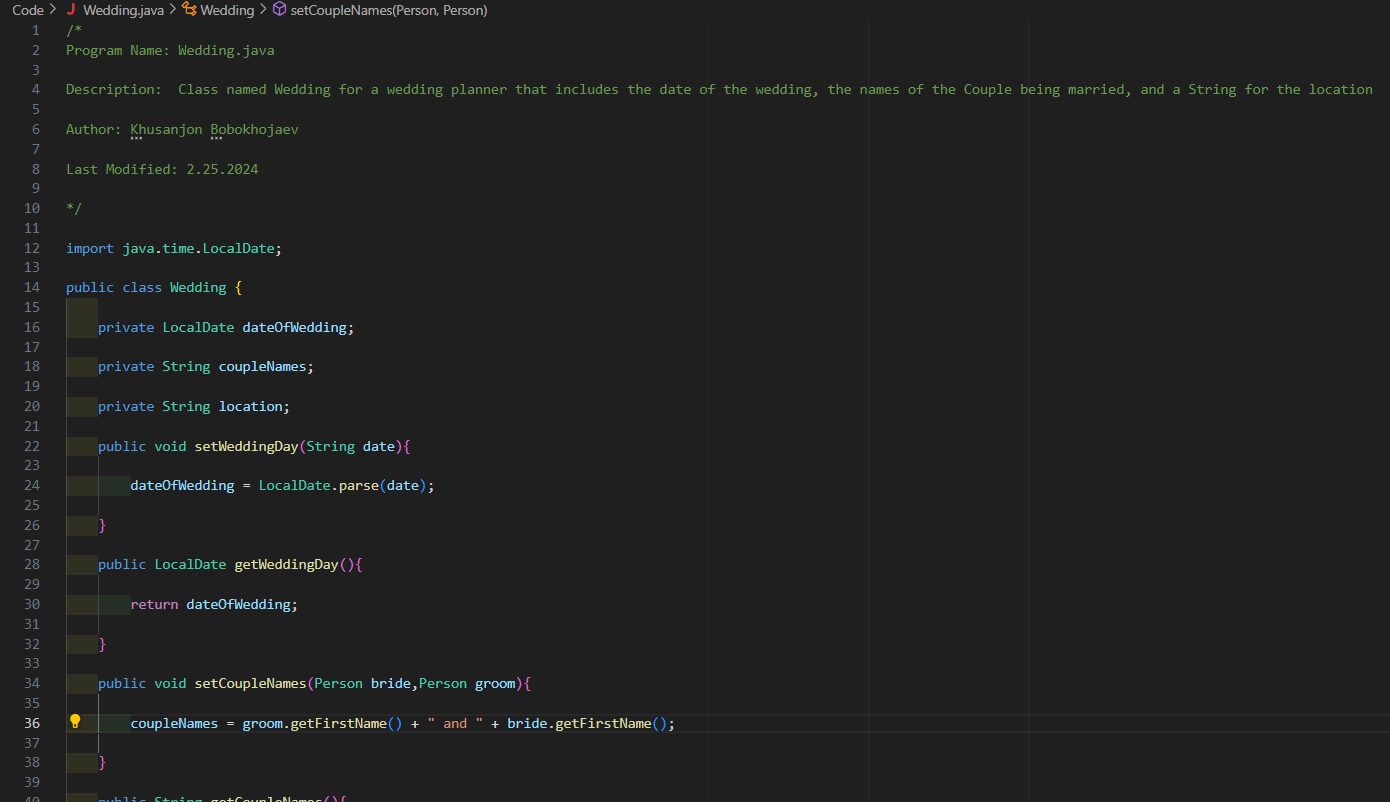 Code > Wedding.java > Wedding > setCoupleNames(Person, Person)
1 /*
2 Program Name: Wedding.java
3
4 Description:  Class named Wedding for a wedding planner that includes the date of the wedding, the names of the Couple being married, and a String for the location
5
6 Author: Khusanjon Bobokhojaev
7
8 Last Modified: 2.25.2024
9
10 */
11
12 import java.time.LocalDate;
13
14 public class Wedding {
15
16     private LocalDate dateOfWedding;
17
18     private String coupleNames;
19
20     private String location;
21
22     public void setWeddingDay(String date){
23
24         dateOfWedding = LocalDate.parse(date);
25
26     }
27
28     public LocalDate getWeddingDay(){
29
30         return dateOfWedding;
31
32     }
33
34     public void setCoupleNames(Person bride,Person groom){
35
36         coupleNames = groom.getFirstName() + " and " + bride.getFirstName();
37
38     }
39
40     public String getCoupleNames(){